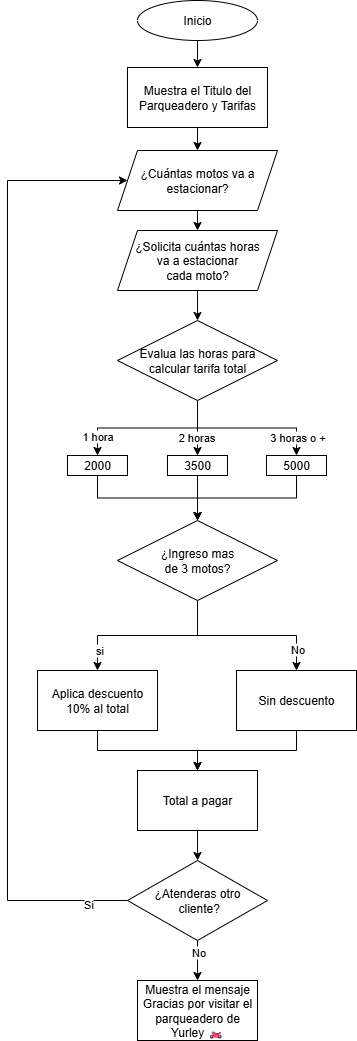 Inicio
Muestra el Titulo del
Parqueadero y Tarifas
¿Cuántas motos va a
estacionar?
¿Solicita cuántas horas
va a estacionar
cada moto?
Evalua las horas para
calcular tarifa total
1 hora
2 horas
3 horas o +
2000
3500
5000
¿Ingreso mas
de 3 motos?
si
No
Aplica descuento
10% al total
Sin descuento
Total a pagar
¿Atenderas otro
cliente?
Si
No
Muestra el mensaje
Gracias por visitar el
parqueadero de
Yurley 🏍️